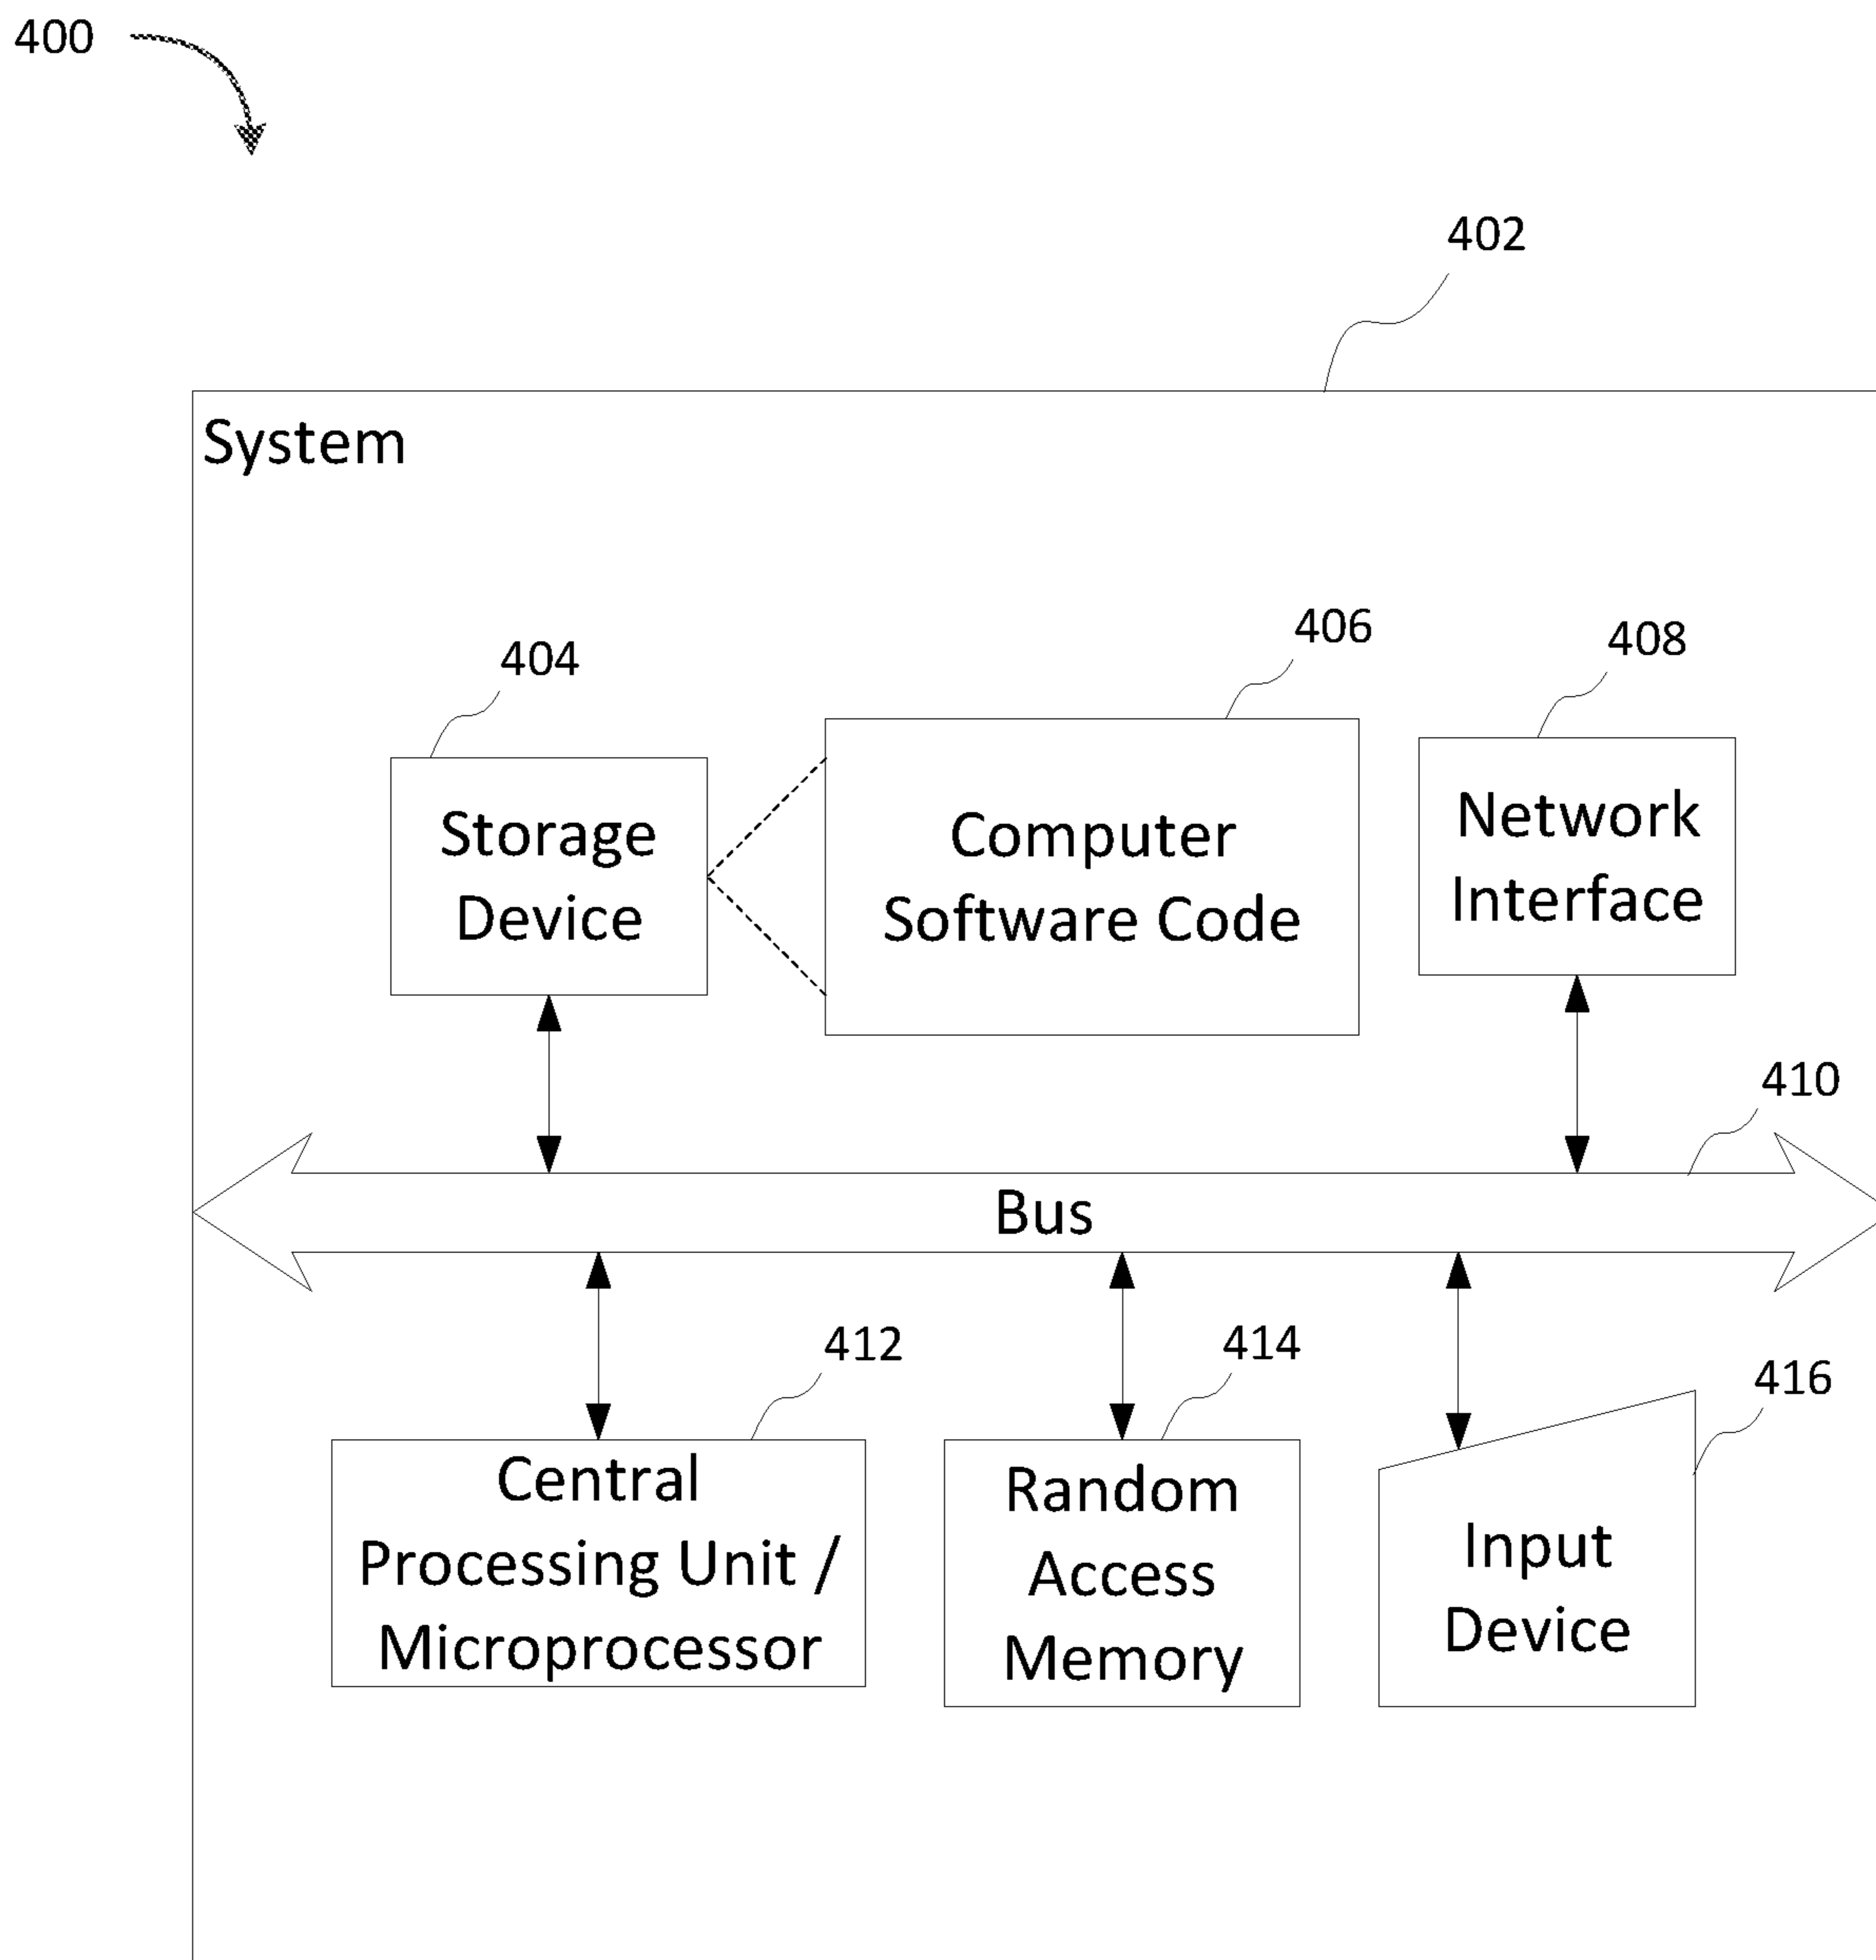 400
402
System
406
408
404
Storage
Device
Computer
Software Code
Network
Interface
410
Bus
412
414
416
Central
Processing Unit /
Microprocessor
Random
Access
Memory
Input
Device